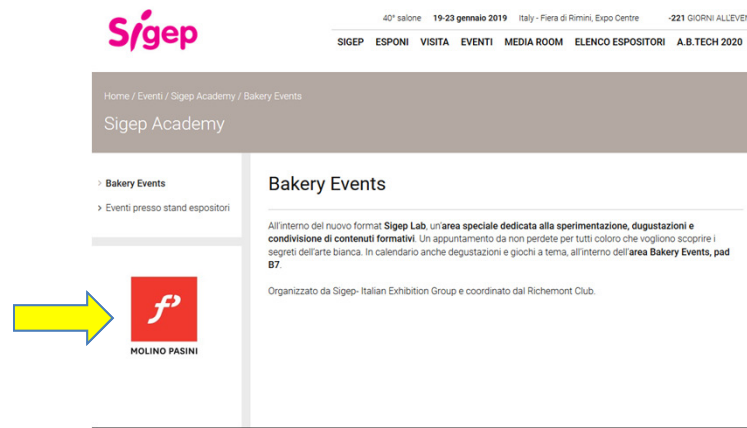 Sigep
40° salone 19-23 gennaio 2019 Italy - Fiera di Rimini, Expo Centre -221 GIORNI ALL'EVEN
SIGEP ESPONI VISITA EVENTI MEDIA ROOM ELENCO ESPOSITORI A.B.TECH 2020
Home / Eventi / Sigep Academy / Bakery Events
Sigep Academy
> Bakery Events
> Eventi presso stand espositori
Bakery Events
All'interno del nuovo format Sigep Lab, un'area speciale dedicata alla sperimentazione, dugustazioni e
condivisione di contenuti formativi. Un appuntamento da non perdete per tutti coloro che vogliono scoprire i
segreti dell'arte bianca. In calendario anche degustazioni e giochi a tema, all'interno dell'area Bakery Events, pad
B7.
Organizzato da Sigep- Italian Exhibition Group e coordinato dal Richemont Club.
MOLINO PASINI